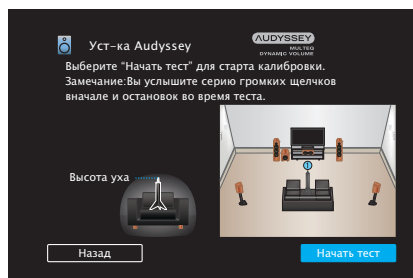 Уст-ка Audyssey
AUDYSSEY
MULTEQ
DYNAMIC VOLUME
Выберите “Начать тест” для старта калибровки.
Замечание:Вы услышите серию громких щелчков
вначале и остановок во время теста.
Высота уха
Назад
Начать тест